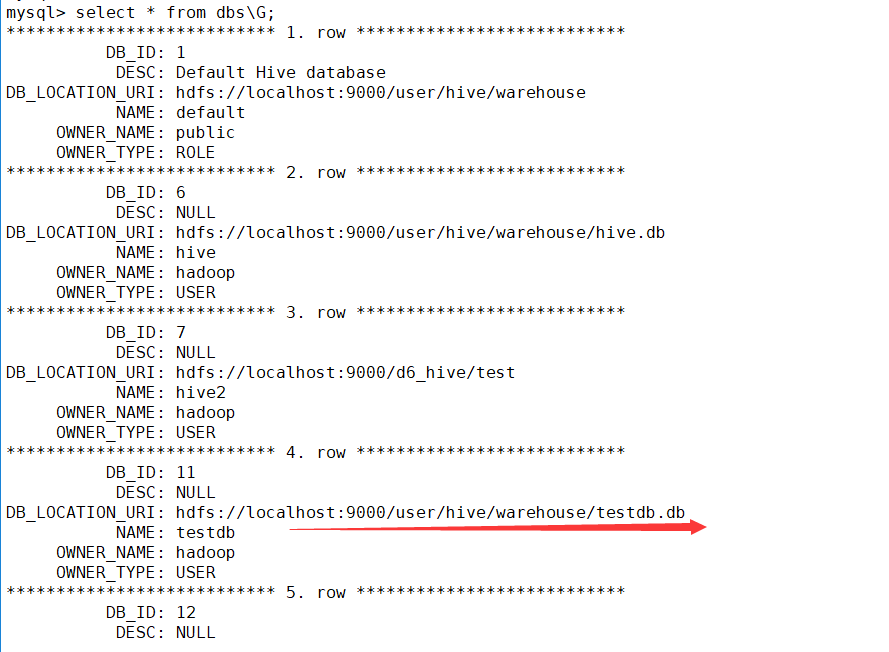 mysql> select * from dbs\G;
*************************** 1. row ***************************
DB_ID: 1
DESC: Default Hive database
DB_LOCATION_URI: hdfs://localhost:9000/user/hive/warehouse
NAME: default
OWNER_NAME: public
OWNER_TYPE: ROLE
*************************** 2. row ***************************
DB_ID: 6
DESC: NULL
DB_LOCATION_URI: hdfs://localhost:9000/user/hive/warehouse/hive.db
NAME: hive
OWNER_NAME: hadoop
OWNER_TYPE: USER
*************************** 3. row ***************************
DB_ID: 7
DESC: NULL
DB_LOCATION_URI: hdfs://localhost:9000/d6_hive/test
NAME: hive2
OWNER_NAME: hadoop
OWNER_TYPE: USER
*************************** 4. row ***************************
DB_ID: 11
DESC: NULL
DB_LOCATION_URI: hdfs://localhost:9000/user/hive/warehouse/testdb.db
NAME: testdb
OWNER_NAME: hadoop
OWNER_TYPE: USER
*************************** 5. row ***************************
DB_ID: 12
DESC: NULL